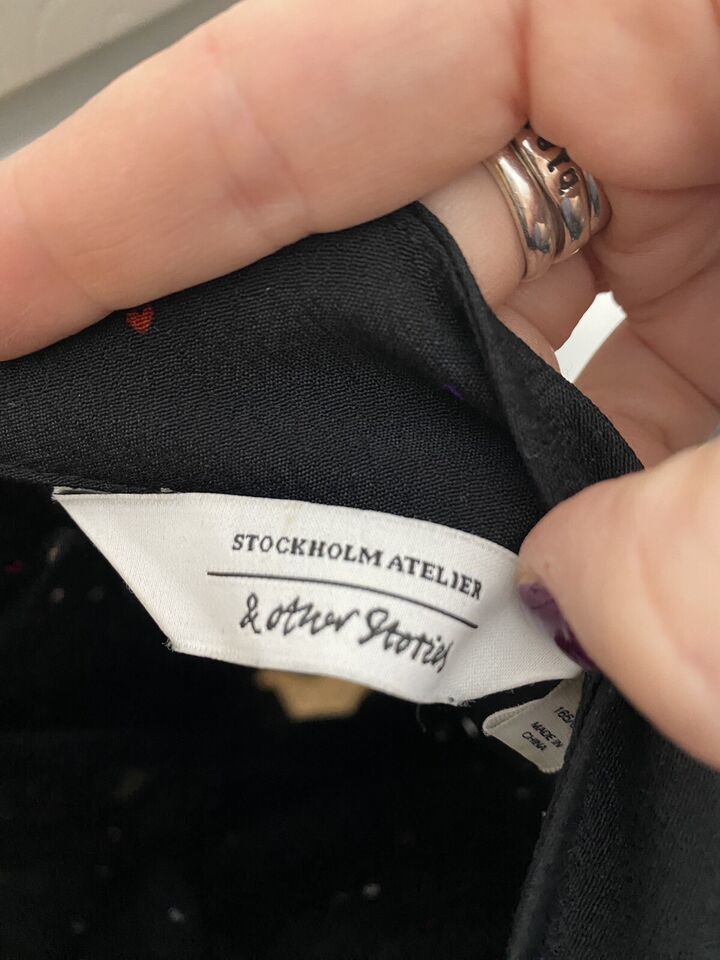 STOCKHOLM ATELIER
& other Stories
MADE IN
CHINA